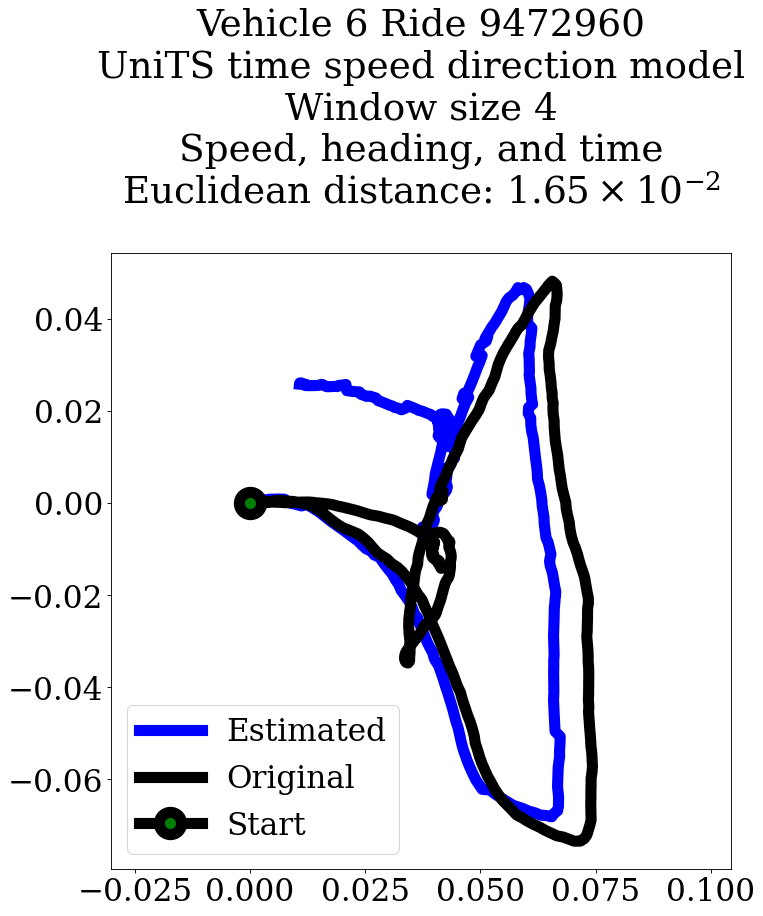 Vehicle 6 Ride 9472960
UniTS time speed direction model
Window size 4
Speed, heading, and time
Euclidean distance: 1.65 × 10⁻²
0.04
0.02
0.00
−0.02
−0.04
−0.06
Estimated
Original
Start
−0.025 0.000 0.025 0.050 0.075 0.100